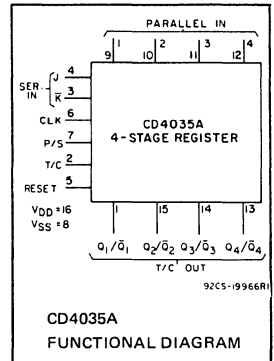 PARALLEL IN
1 2 3 4
9 10 11 12
J 4
SER. IN
K̅ 3
CLK 6
P/S 7
T/C 2
RESET 5
CD4035A
4-STAGE REGISTER
VDD = 16
VSS = 8
1 15 14 13
Q1/Q̅1 Q2/Q̅2 Q3/Q̅3 Q4/Q̅4
T/C OUT
92CS-19966R1
CD4035A
FUNCTIONAL DIAGRAM